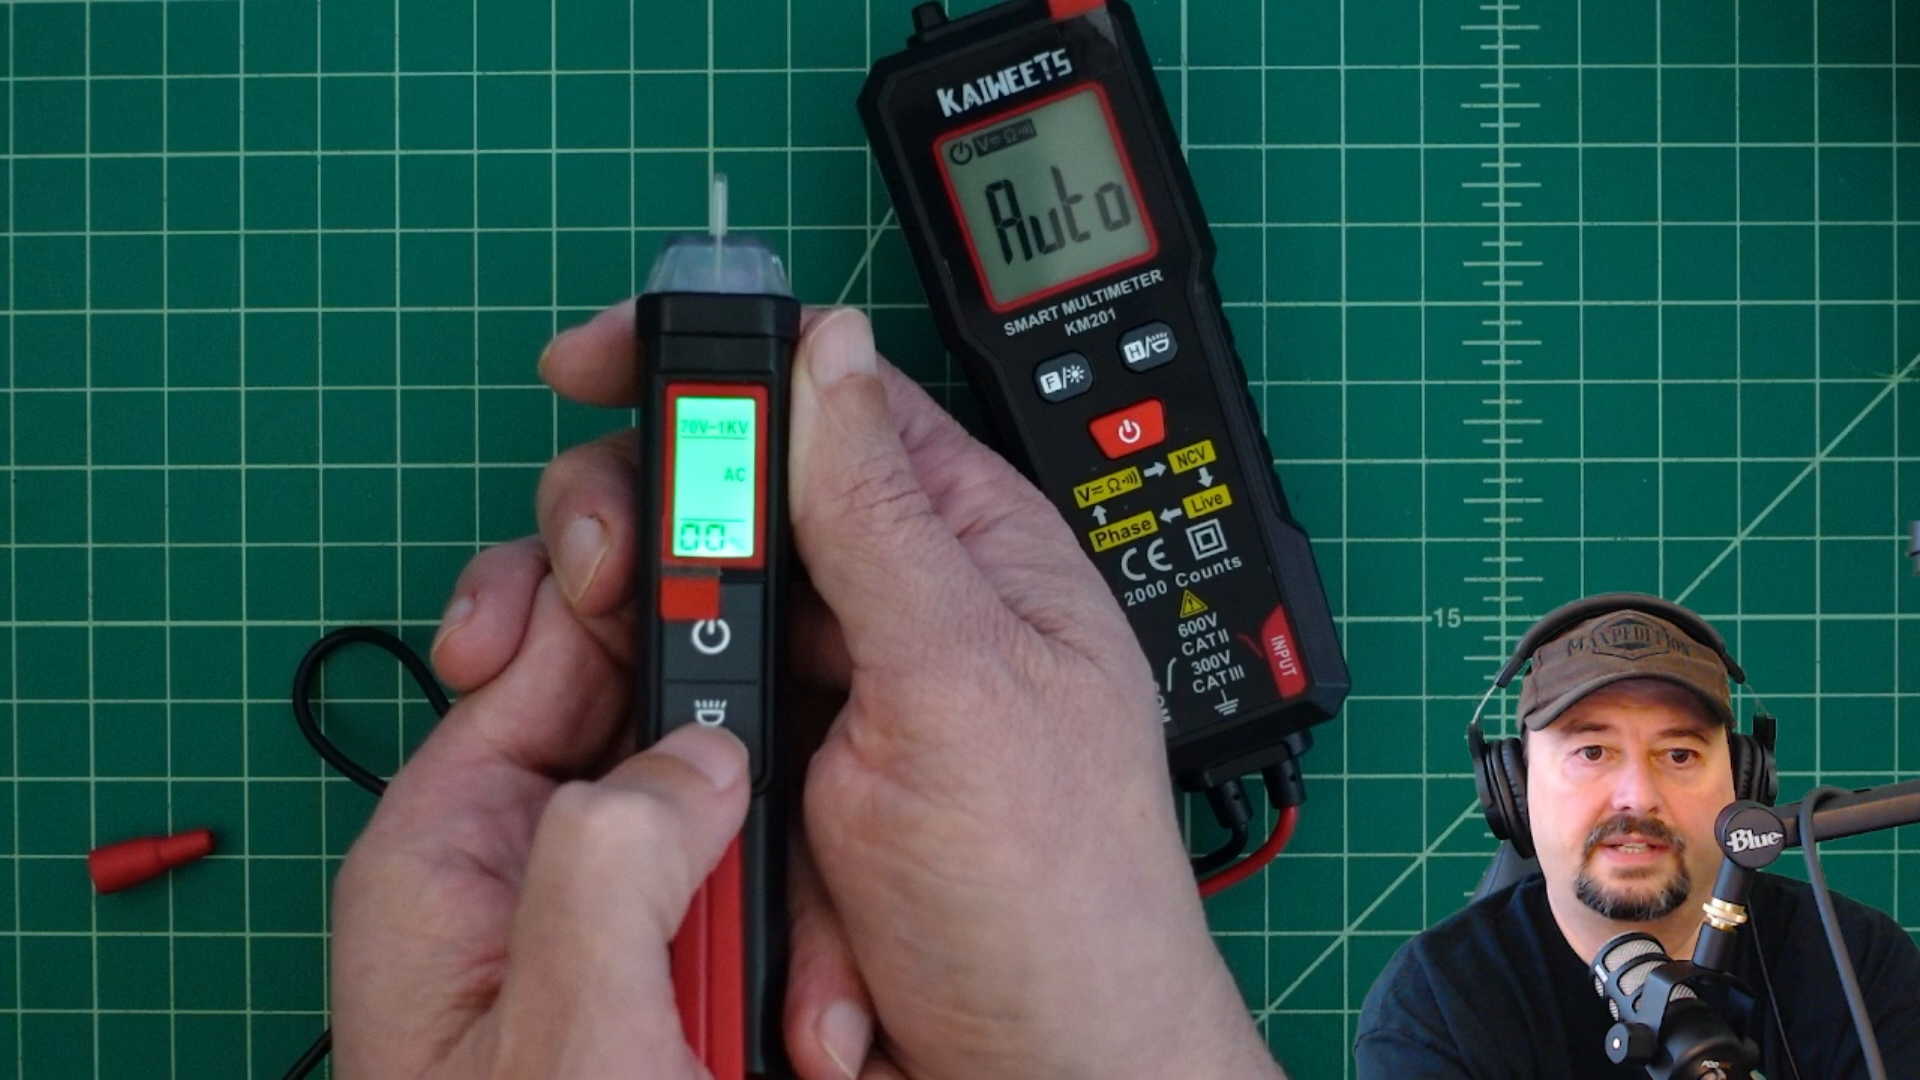 KAIWEETS
V Ω
Auto
SMART MULTIMETER
KM201
F/
H/
70V-1KV
AC
00
NCV
V Ω
Live
Phase
CE
2000 Counts
600V
CATII
300V
CATIII
INPUT
15
MAXPEDITION
Blue